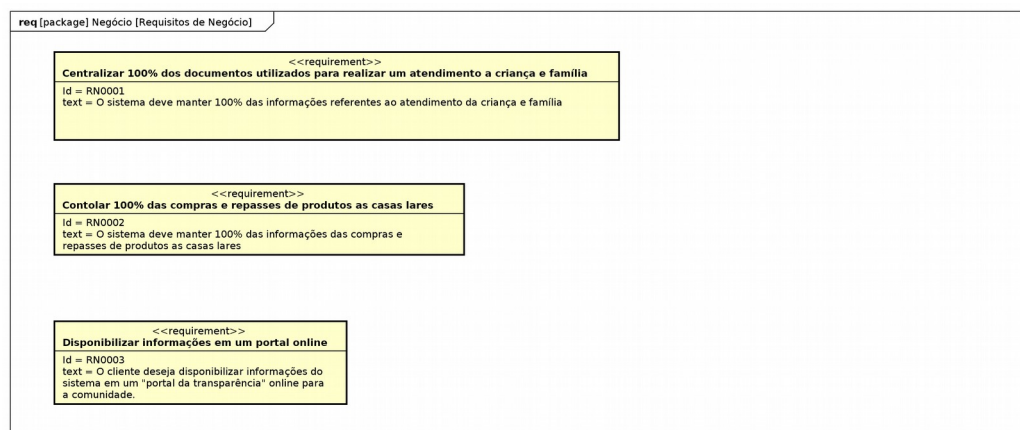 req [package] Negócio [Requisitos de Negócio]
<<requirement>>
Centralizar 100% dos documentos utilizados para realizar um atendimento a criança e família
Id = RN0001
text = O sistema deve manter 100% das informações referentes ao atendimento da criança e família
<<requirement>>
Contolar 100% das compras e repasses de produtos as casas lares
Id = RN0002
text = O sistema deve manter 100% das informações das compras e
repasses de produtos as casas lares
<<requirement>>
Disponibilizar informações em um portal online
Id = RN0003
text = O cliente deseja disponibilizar informações do
sistema em um "portal da transparência" online para
a comunidade.